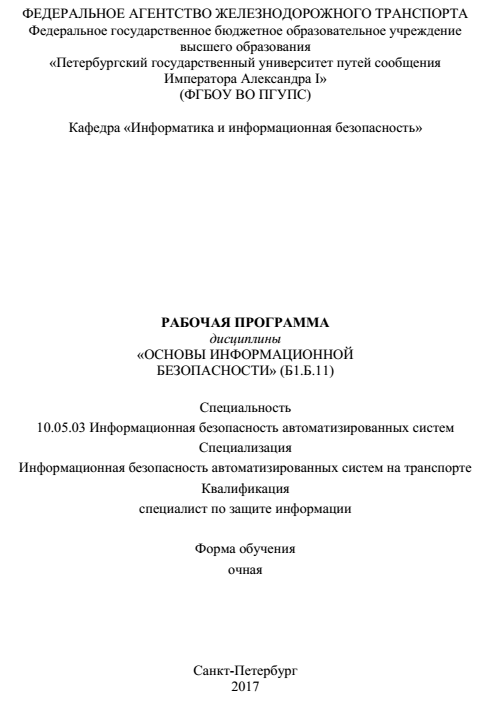 ФЕДЕРАЛЬНОЕ АГЕНТСТВО ЖЕЛЕЗНОДОРОЖНОГО ТРАНСПОРТА
Федеральное государственное бюджетное образовательное учреждение
высшего образования
«Петербургский государственный университет путей сообщения
Императора Александра I»
(ФГБОУ ВО ПГУПС)
Кафедра «Информатика и информационная безопасность»
РАБОЧАЯ ПРОГРАММА
дисциплины
«ОСНОВЫ ИНФОРМАЦИОННОЙ
БЕЗОПАСНОСТИ» (Б1.Б.11)
Специальность
10.05.03 Информационная безопасность автоматизированных систем
Специализация
Информационная безопасность автоматизированных систем на транспорте
Квалификация
специалист по защите информации
Форма обучения
очная
Санкт-Петербург
2017